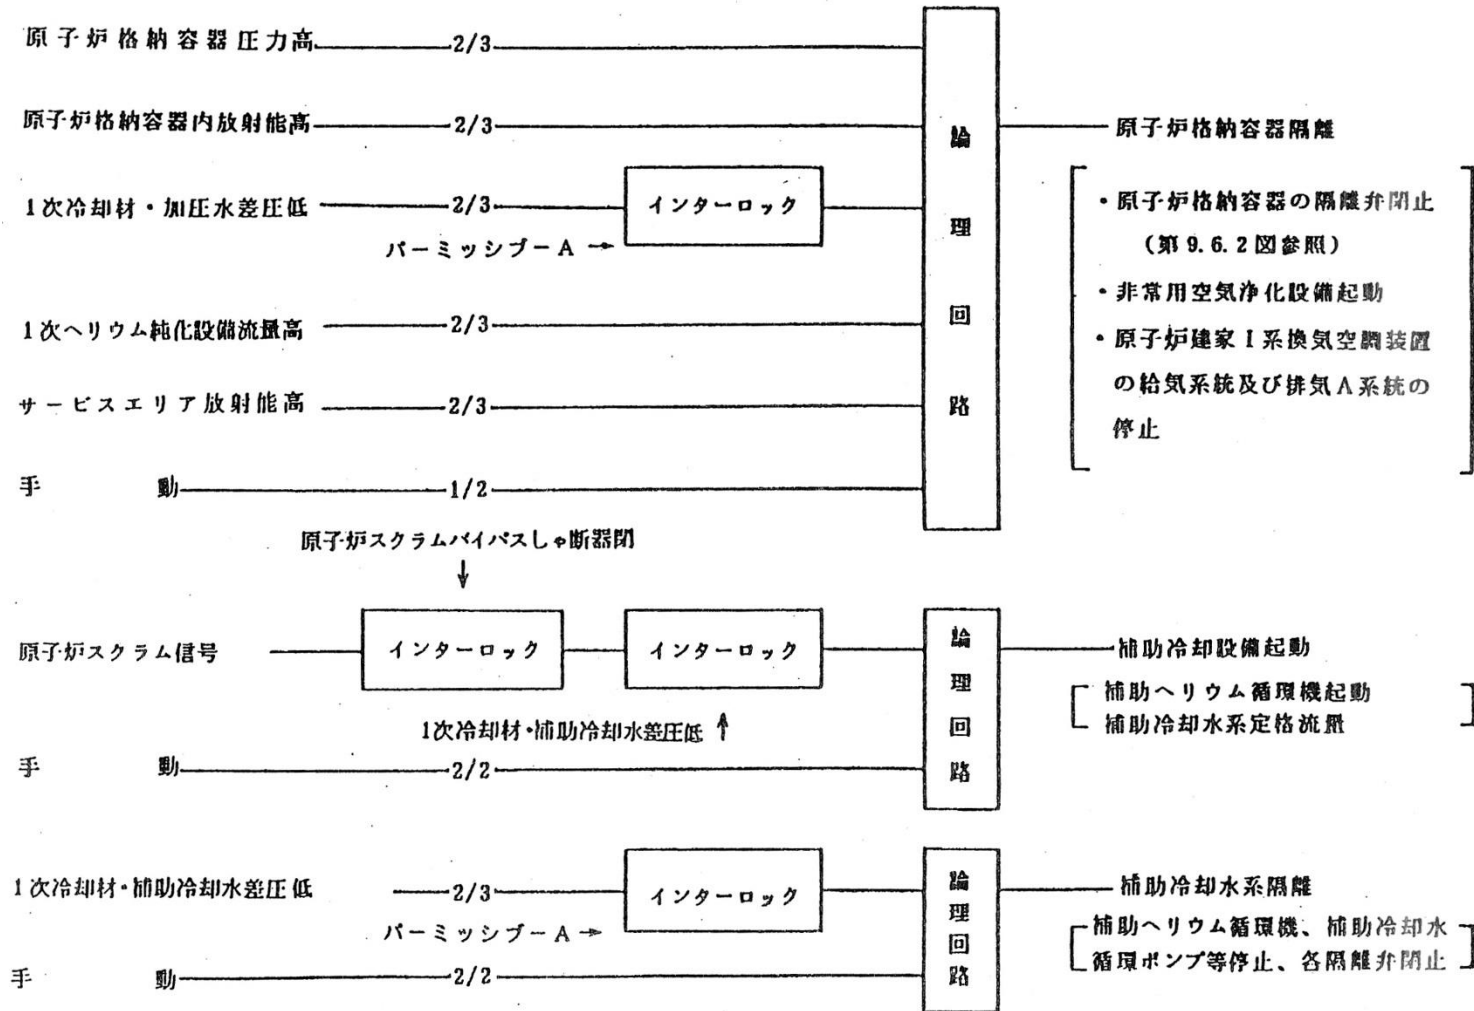 原子炉格納容器圧力高 2/3
原子炉格納容器内放射能高 2/3
1次冷却材・加圧水差圧低 2/3 インターロック
パーミッシブ-A →
1次ヘリウム純化設備流量高 2/3
サービスエリア放射能高 2/3
手動 1/2
論理回路
原子炉格納容器隔離
・原子炉格納容器の隔離弁閉止
(第9.6.2図参照)
・非常用空気浄化設備起動
・原子炉建家Ⅰ系換気空調装置
の給気系統及び排気A系統の
停止
原子炉スクラムバイパスしゃ断器閉
↓
原子炉スクラム信号 インターロック インターロック
1次冷却材・補助冷却水差圧低 ↑
手動 2/2
論理回路
補助冷却設備起動
補助ヘリウム循環機起動
補助冷却水系定格流量
1次冷却材・補助冷却水差圧低 2/3 インターロック
パーミッシブ-A →
手動 2/2
論理回路
補助冷却水系隔離
補助ヘリウム循環機、補助冷却水
循環ポンプ等停止、各隔離弁閉止